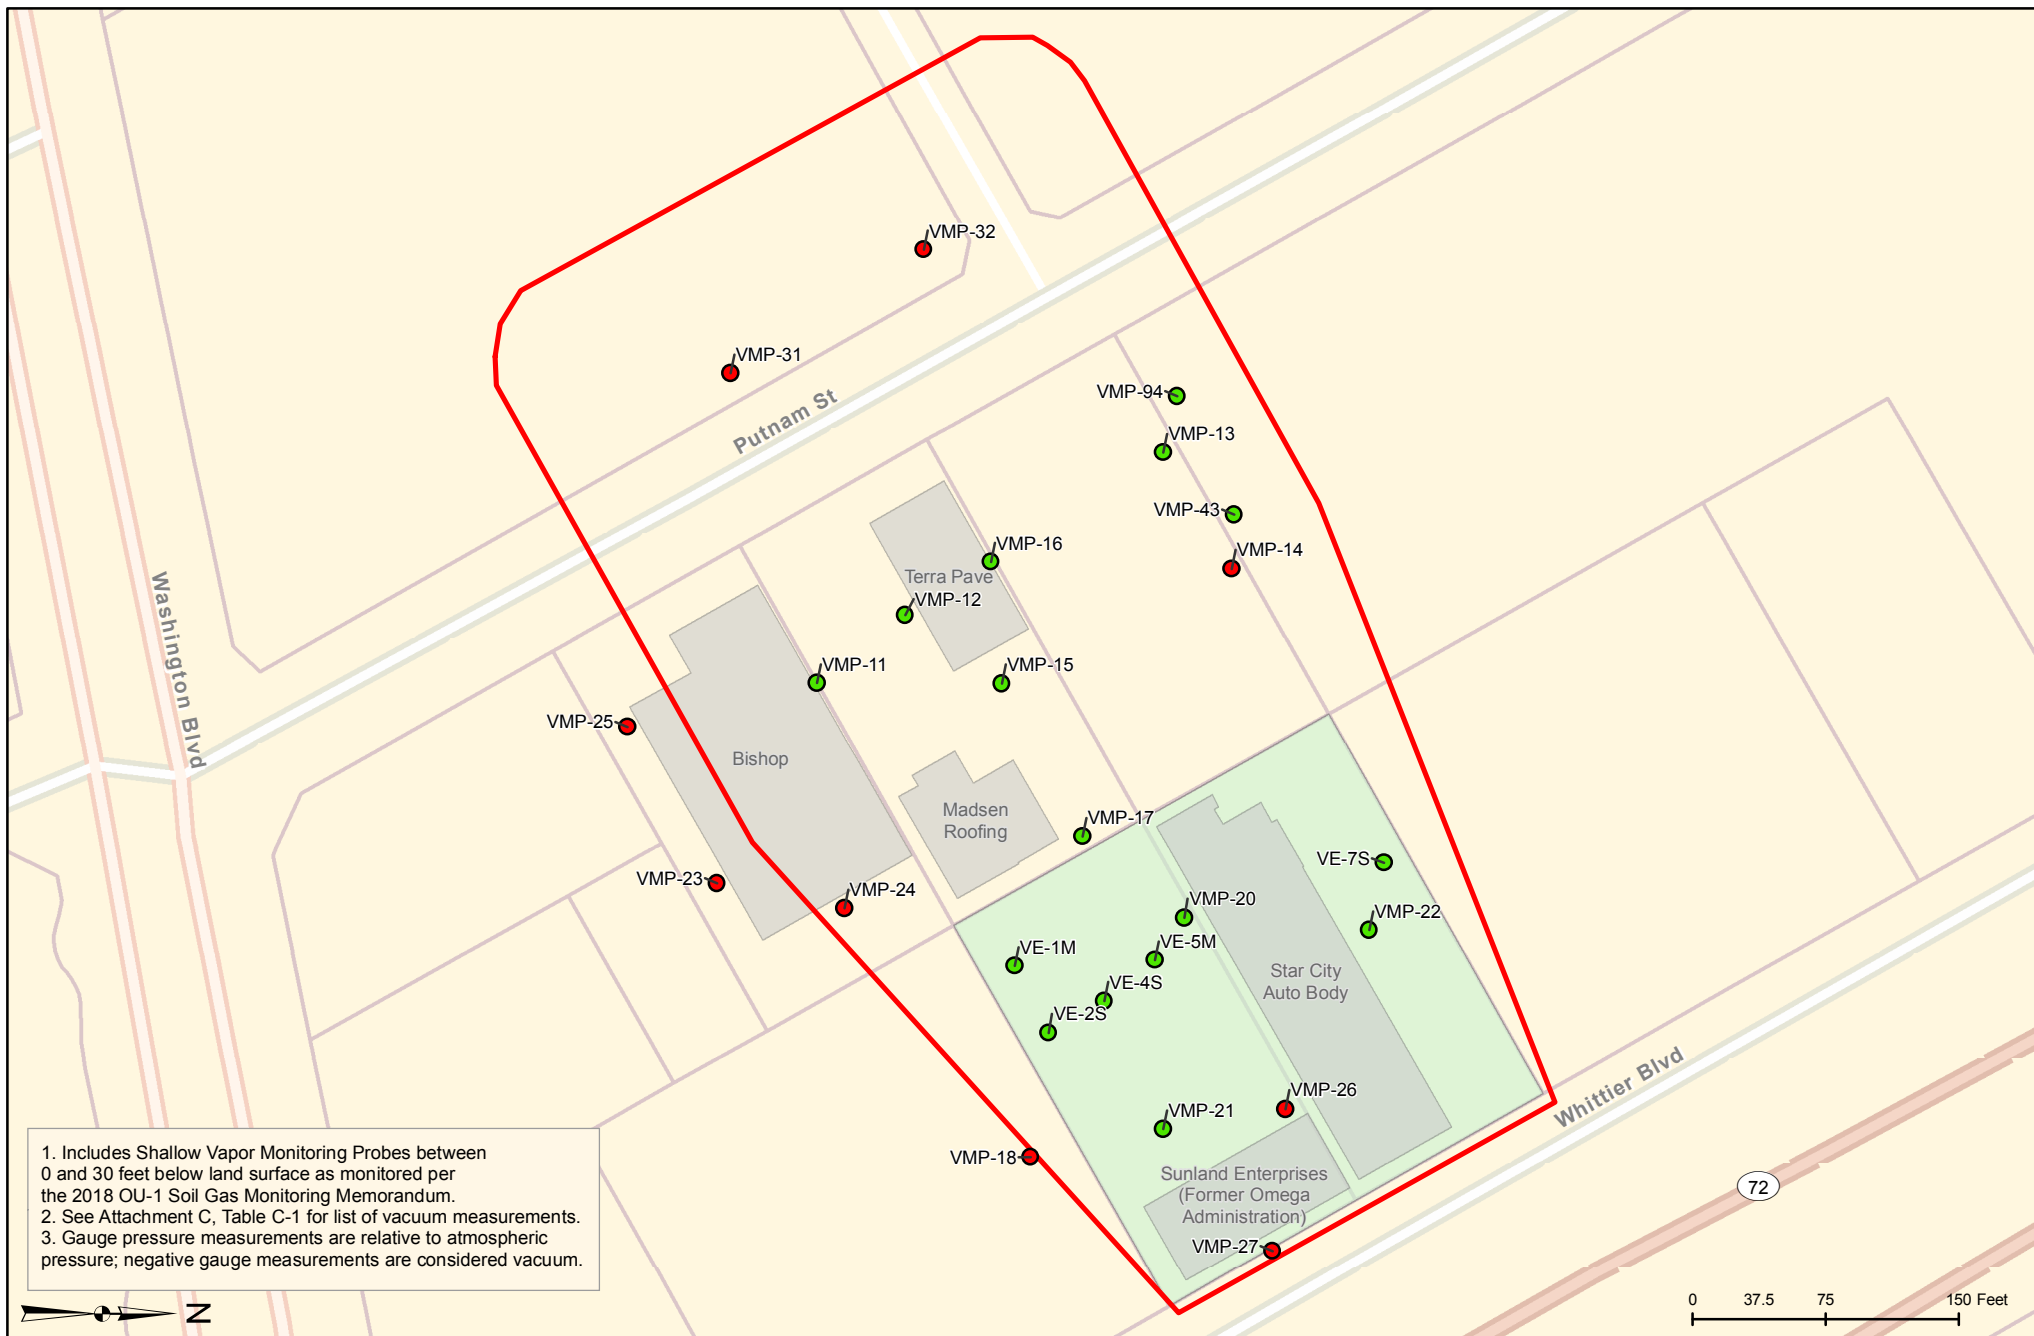 VMP-32
VMP-31
Putnam St
VMP-94
VMP-13
VMP-43
VMP-14
VMP-16
Terra Pave
VMP-12
VMP-11
VMP-15
Washington Blvd
VMP-25
Bishop
Madsen
Roofing
VMP-17
VE-7S
VMP-23
VMP-24
VMP-20
VMP-22
VE-1M
VE-5M
Star City
Auto Body
VE-4S
VE-2S
VMP-26
VMP-21
Whittier Blvd
VMP-18
Sunland Enterprises
(Former Omega
Administration)
VMP-27
72
1. Includes Shallow Vapor Monitoring Probes between
0 and 30 feet below land surface as monitored per
the 2018 OU-1 Soil Gas Monitoring Memorandum.
2. See Attachment C, Table C-1 for list of vacuum measurements.
3. Gauge pressure measurements are relative to atmospheric
pressure; negative gauge measurements are considered vacuum.
N
0 37.5 75 150 Feet